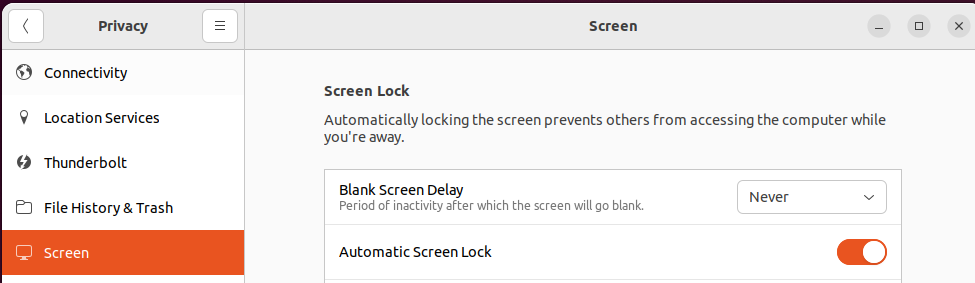 Privacy
Screen
Connectivity
Location Services
Thunderbolt
File History & Trash
Screen
Screen Lock
Automatically locking the screen prevents others from accessing the computer while
you're away.
Blank Screen Delay
Period of inactivity after which the screen will go blank.
Never
Automatic Screen Lock